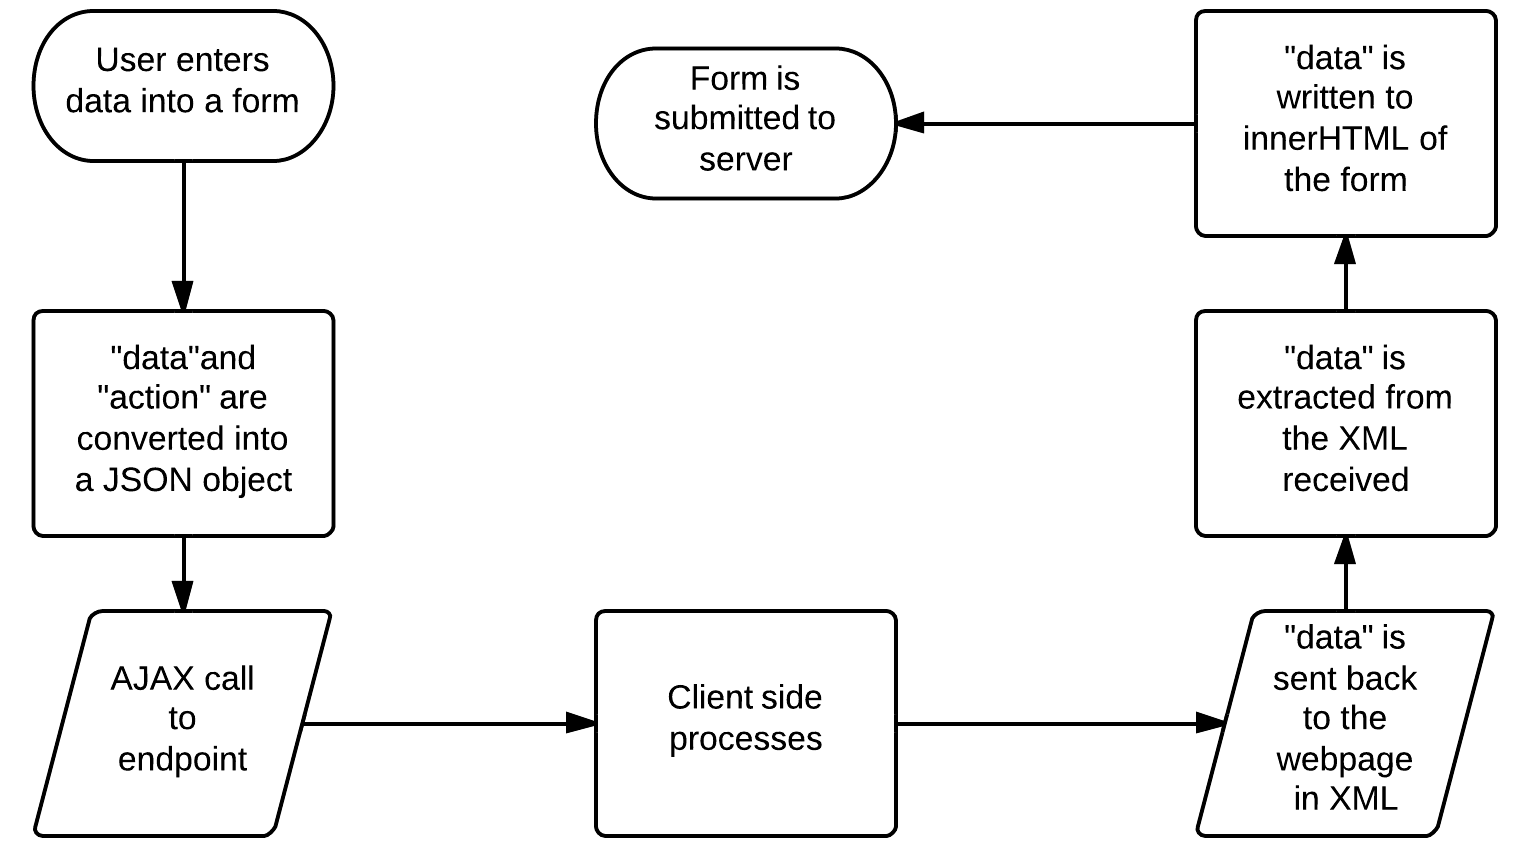 User enters
data into a form
"data"and
"action" are
converted into
a JSON object
AJAX call
to
endpoint
Client side
processes
"data" is
sent back
to the
webpage
in XML
"data" is
extracted from
the XML
received
"data" is
written to
innerHTML of
the form
Form is
submitted to
server